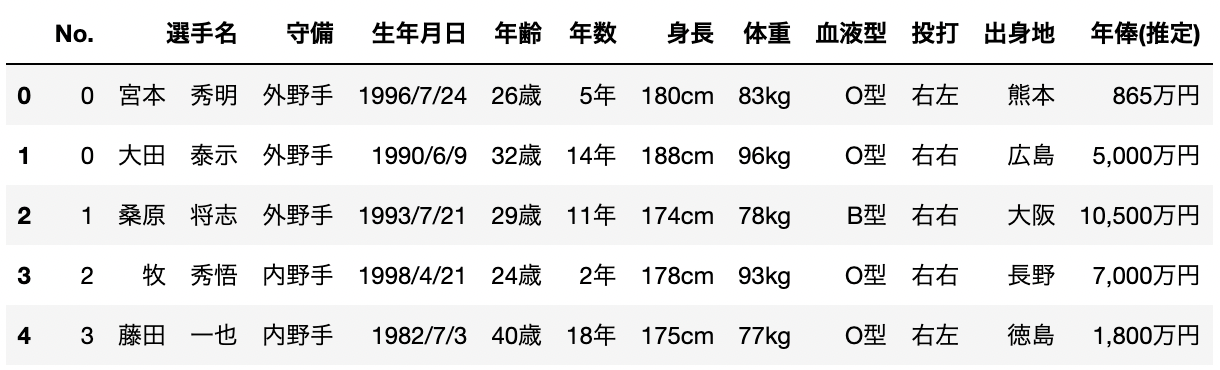 No. 選手名 守備 生年月日 年齢 年数 身長 体重 血液型 投打 出身地 年俸(推定)
0 0 宮本 秀明 外野手 1996/7/24 26歳 5年 180cm 83kg O型 右左 熊本 865万円
1 0 大田 泰示 外野手 1990/6/9 32歳 14年 188cm 96kg O型 右右 広島 5,000万円
2 1 桑原 将志 外野手 1993/7/21 29歳 11年 174cm 78kg B型 右右 大阪 10,500万円
3 2 牧 秀悟 内野手 1998/4/21 24歳 2年 178cm 93kg O型 右右 長野 7,000万円
4 3 藤田 一也 内野手 1982/7/3 40歳 18年 175cm 77kg O型 右左 徳島 1,800万円